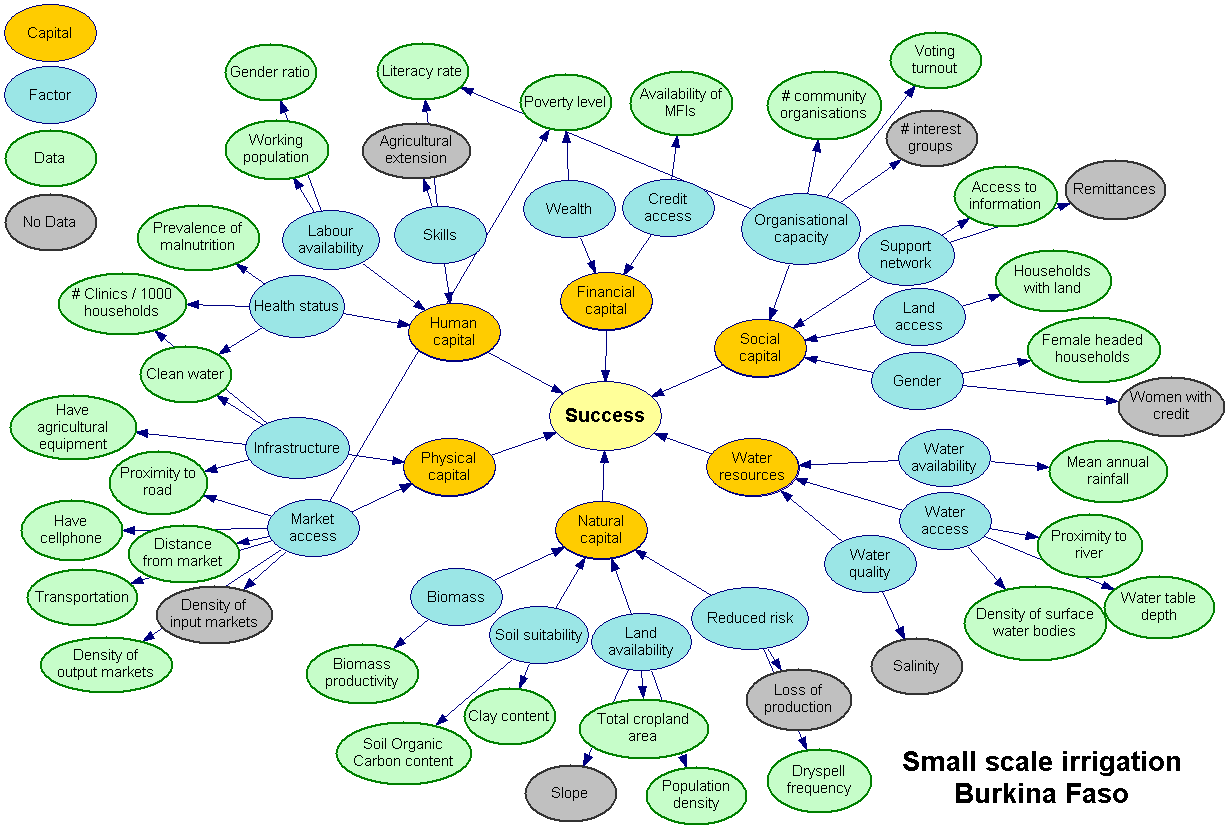 Capital
Factor
Data
No Data
Gender ratio
Literacy rate
Poverty level
Availability of
MFIs
# community
organisations
Voting
turnout
# interest
groups
Working
population
Agricultural
extension
Access to
information
Remittances
Prevalence of
malnutrition
Labour
availability
Skills
Wealth
Credit
access
Organisational
capacity
Support
network
Households
with land
# Clinics / 1000
households
Health status
Human
capital
Financial
capital
Social
capital
Land
access
Female headed
households
Clean water
Gender
Women with
credit
Have
agricultural
equipment
Infrastructure
Physical
capital
Success
Water
resources
Water
availability
Mean annual
rainfall
Proximity to
road
Market
access
Natural
capital
Water
access
Proximity to
river
Have
cellphone
Distance
from market
Water
quality
Transportation
Density of
input markets
Biomass
Soil suitability
Land
availability
Reduced risk
Density of surface
water bodies
Water table
depth
Density of
output markets
Biomass
productivity
Salinity
Loss of
production
Clay content
Total cropland
area
Soil Organic
Carbon content
Slope
Population
density
Dryspell
frequency
Small scale irrigation
Burkina Faso